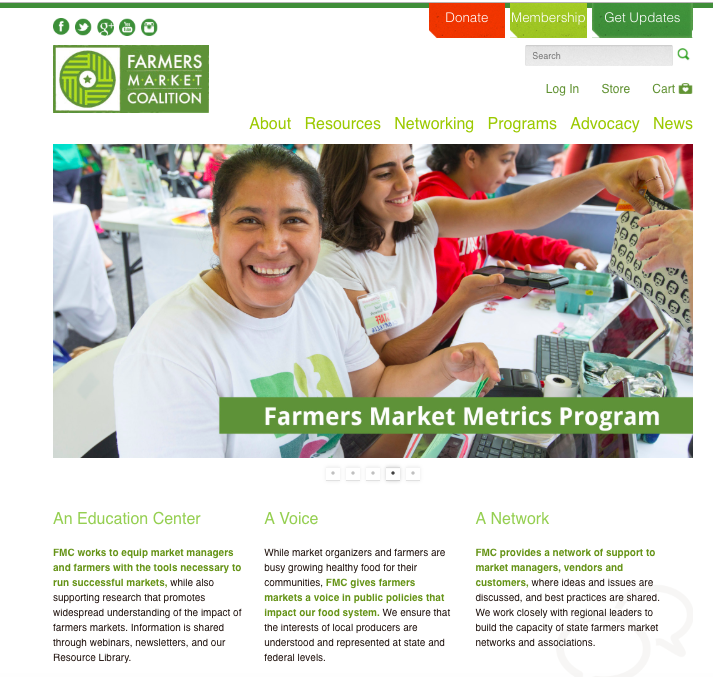 Donate
Membership
Get Updates
FARMERS
MARKET
COALITION
Search
Log In
Store
Cart
About
Resources
Networking
Programs
Advocacy
News
Farmers Market Metrics Program
An Education Center
FMC works to equip market managers
and farmers with the tools necessary to
run successful markets, while also
supporting research that promotes
widespread understanding of the impact of
farmers markets. Information is shared
through webinars, newsletters, and our
Resource Library.
A Voice
While market organizers and farmers are
busy growing healthy food for their
communities, FMC gives farmers
markets a voice in public policies that
impact our food system. We ensure that
the interests of local producers are
understood and represented at state and
federal levels.
A Network
FMC provides a network of support to
market managers, vendors and
customers, where ideas and issues are
discussed, and best practices are shared.
We work closely with regional leaders to
build the capacity of state farmers market
networks and associations.